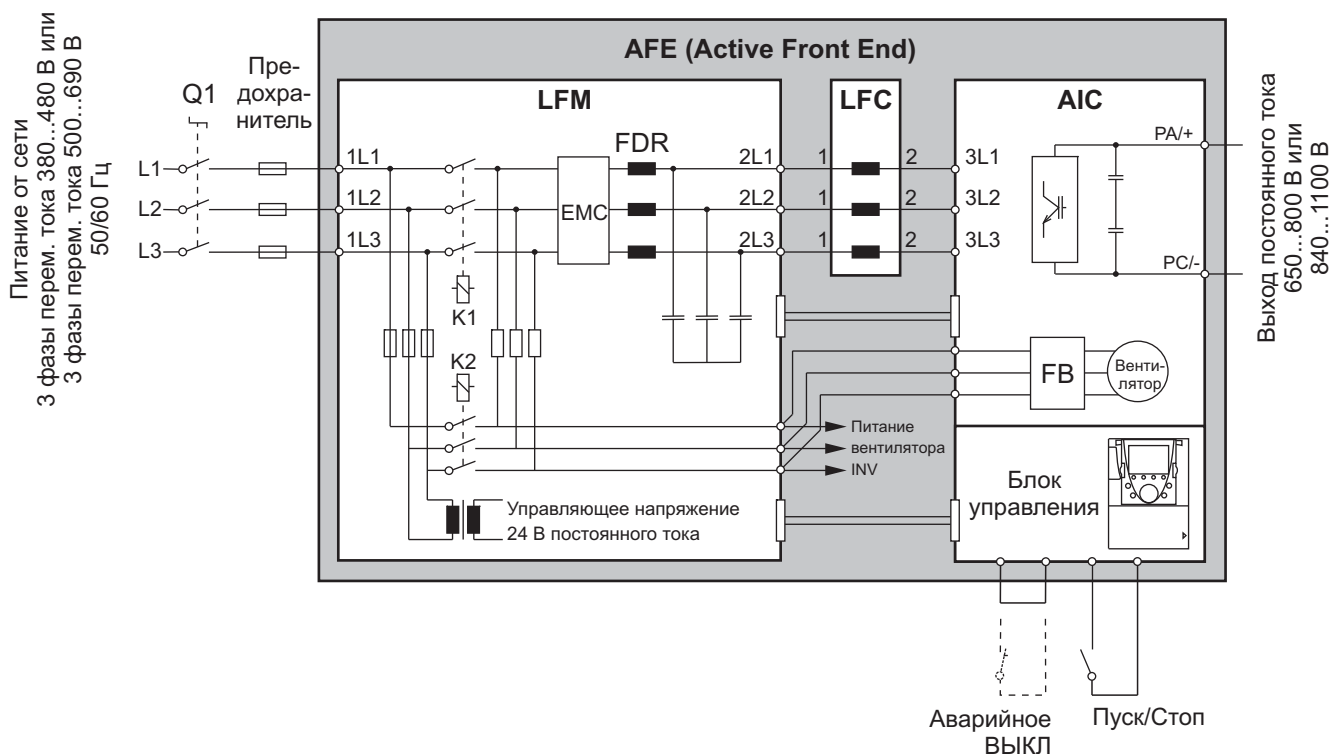 AFE (Active Front End)
Питание от сети
3 фазы перем. тока 380...480 В или
3 фазы перем. тока 500...690 В
50/60 Гц
Q1
Пре-
дохра-
нитель
L1
L2
L3
LFM
1L1
1L2
1L3
K1
K2
EMC
FDR
2L1
2L2
2L3
Питание
вентилятора
INV
Управляющее напряжение
24 В постоянного тока
LFC
1 2
1 2
1 2
AIC
3L1
3L2
3L3
PA/+
PC/-
FB
Венти-
лятор
Блок
управления
Выход постоянного тока
650...800 В или
840...1100 В
Аварийное
ВЫКЛ
Пуск/Стоп